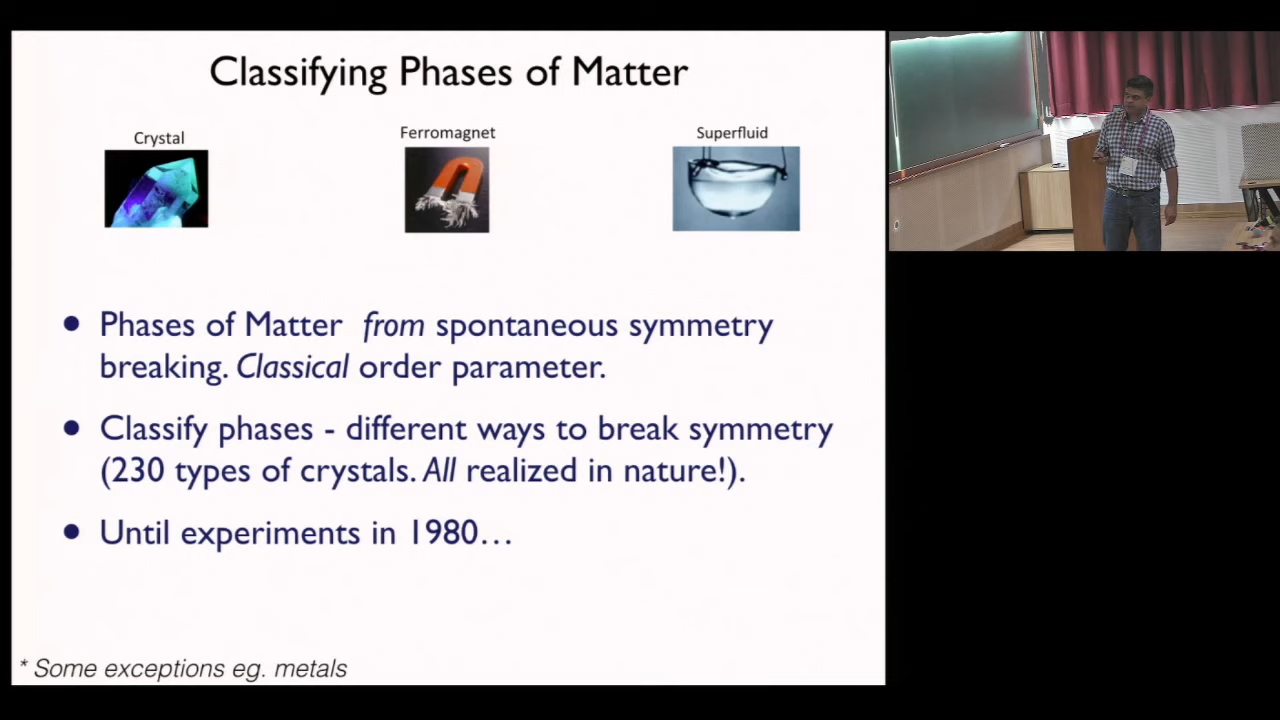 Classifying Phases of Matter
Crystal
Ferromagnet
Superfluid
• Phases of Matter from spontaneous symmetry
breaking. Classical order parameter.
• Classify phases - different ways to break symmetry
(230 types of crystals. All realized in nature!).
• Until experiments in 1980…
* Some exceptions eg. metals